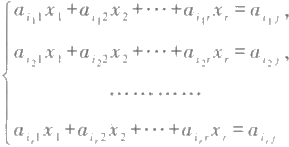 a_{i_1 1}x_1+a_{i_1 2}x_2+⋯+a_{i_1 r}x_r=a_{i_1 j},
a_{i_2 1}x_1+a_{i_2 2}x_2+⋯+a_{i_2 r}x_r=a_{i_2 j},
…………
a_{i_r 1}x_1+a_{i_r 2}x_2+⋯+a_{i_r r}x_r=a_{i_r j}